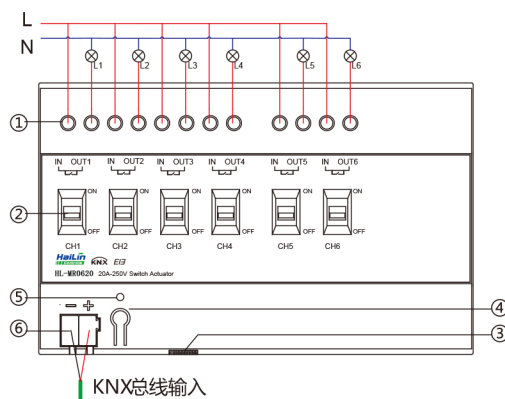 L
N
L1 L2 L3 L4 L5 L6
①
IN OUT1 IN OUT2 IN OUT3 IN OUT4 IN OUT5 IN OUT6
ON ON ON ON ON ON
②
OFF OFF OFF OFF OFF OFF
CH1 CH2 CH3 CH4 CH5 CH6
HaiLin KNX EIB
HL-MR0620 20A-250V Switch Actuator
⑤
- +
④
⑥
③
KNX总线输入